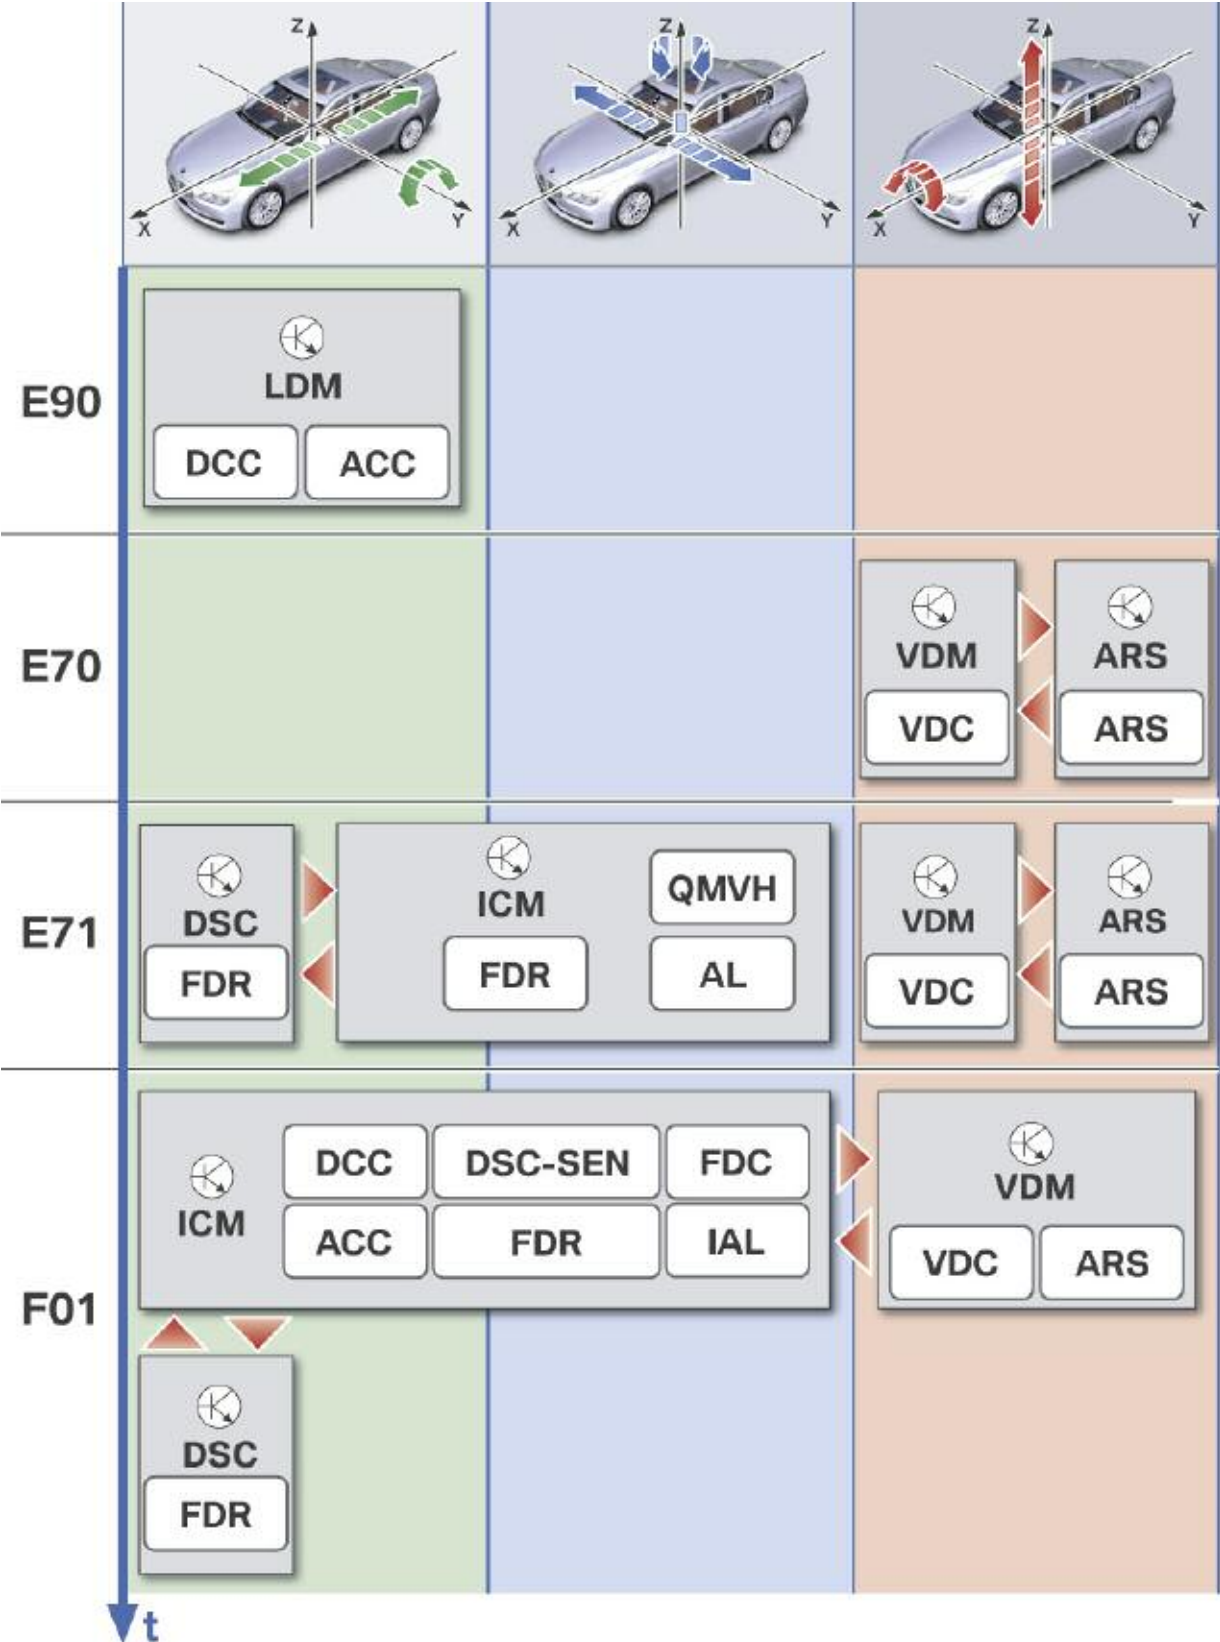 Z
X
Y
Z
X
Y
Z
X
Y
E90
LDM
DCC
ACC
E70
VDM
VDC
ARS
ARS
E71
DSC
FDR
ICM
FDR
QMVH
AL
VDM
VDC
ARS
ARS
F01
ICM
DCC
DSC-SEN
FDC
ACC
FDR
IAL
VDM
VDC
ARS
DSC
FDR
t